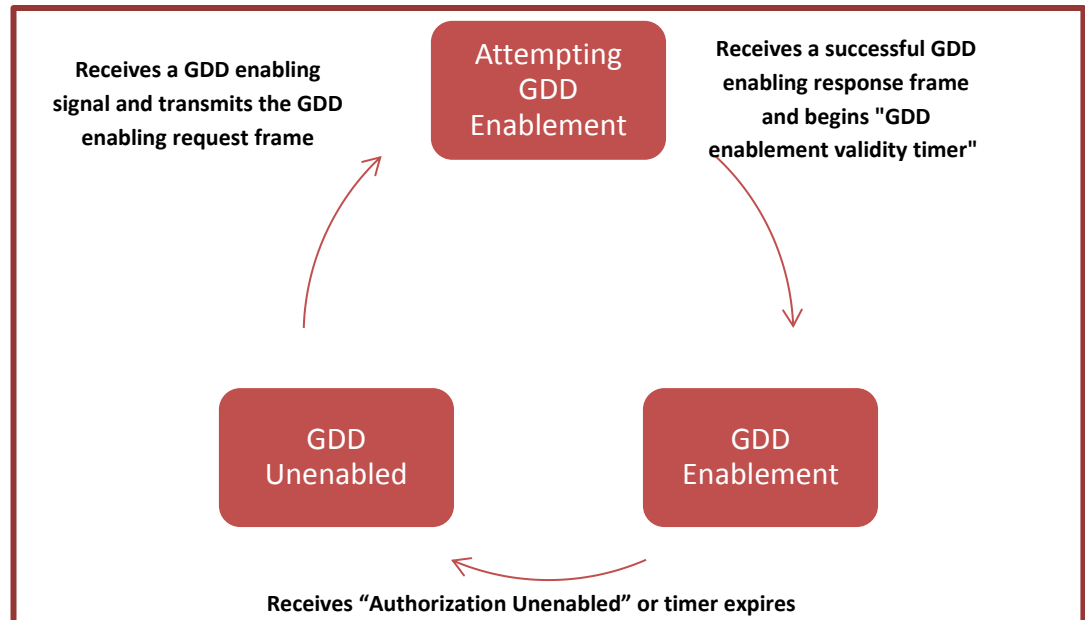 Attempting
GDD
Enablement
Receives a GDD enabling
signal and transmits the GDD
enabling request frame
Receives a successful GDD
enabling response frame
and begins "GDD
enablement validity timer"
GDD
Unenabled
GDD
Enablement
Receives “Authorization Unenabled” or timer expires